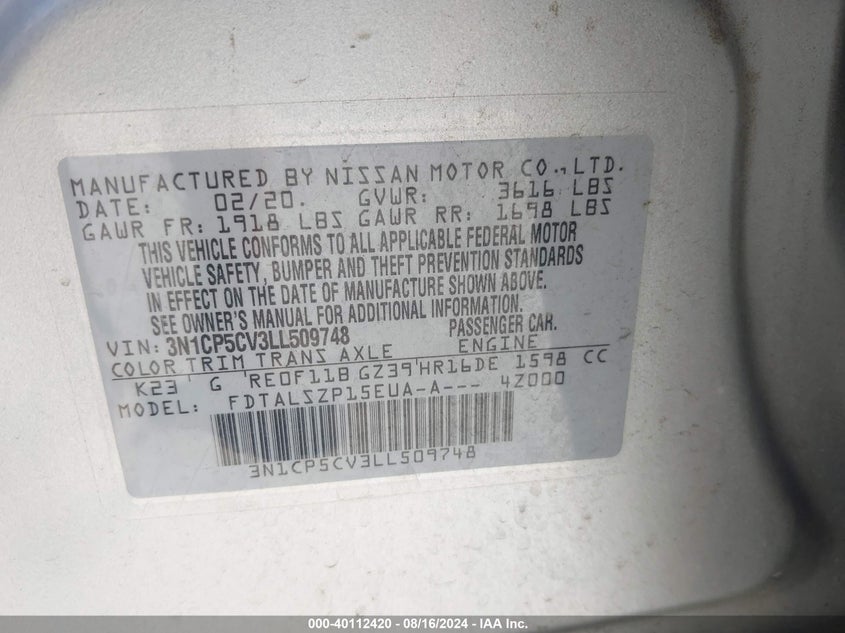 MANUFACTURED BY NISSAN MOTOR CO., LTD.
DATE: 02/20. GVWR: 3616 LBS
GAWR FR: 1918 LBS GAWR RR: 1698 LBS
THIS VEHICLE CONFORMS TO ALL APPLICABLE FEDERAL MOTOR
VEHICLE SAFETY, BUMPER AND THEFT PREVENTION STANDARDS
IN EFFECT ON THE DATE OF MANUFACTURE SHOWN ABOVE.
SEE OWNER'S MANUAL FOR ADDITIONAL INFORMATION.
VIN: 3N1CP5CV3LL509748 PASSENGER CAR.
COLOR TRIM TRANS AXLE ENGINE
K23 G RE0F11B GZ39 HR16DE 1598 CC
MODEL: FDTALSZP15EUA-A--- 4Z000
3N1CP5CV3LL509748
000-40112420 - 08/16/2024 - IAA Inc.